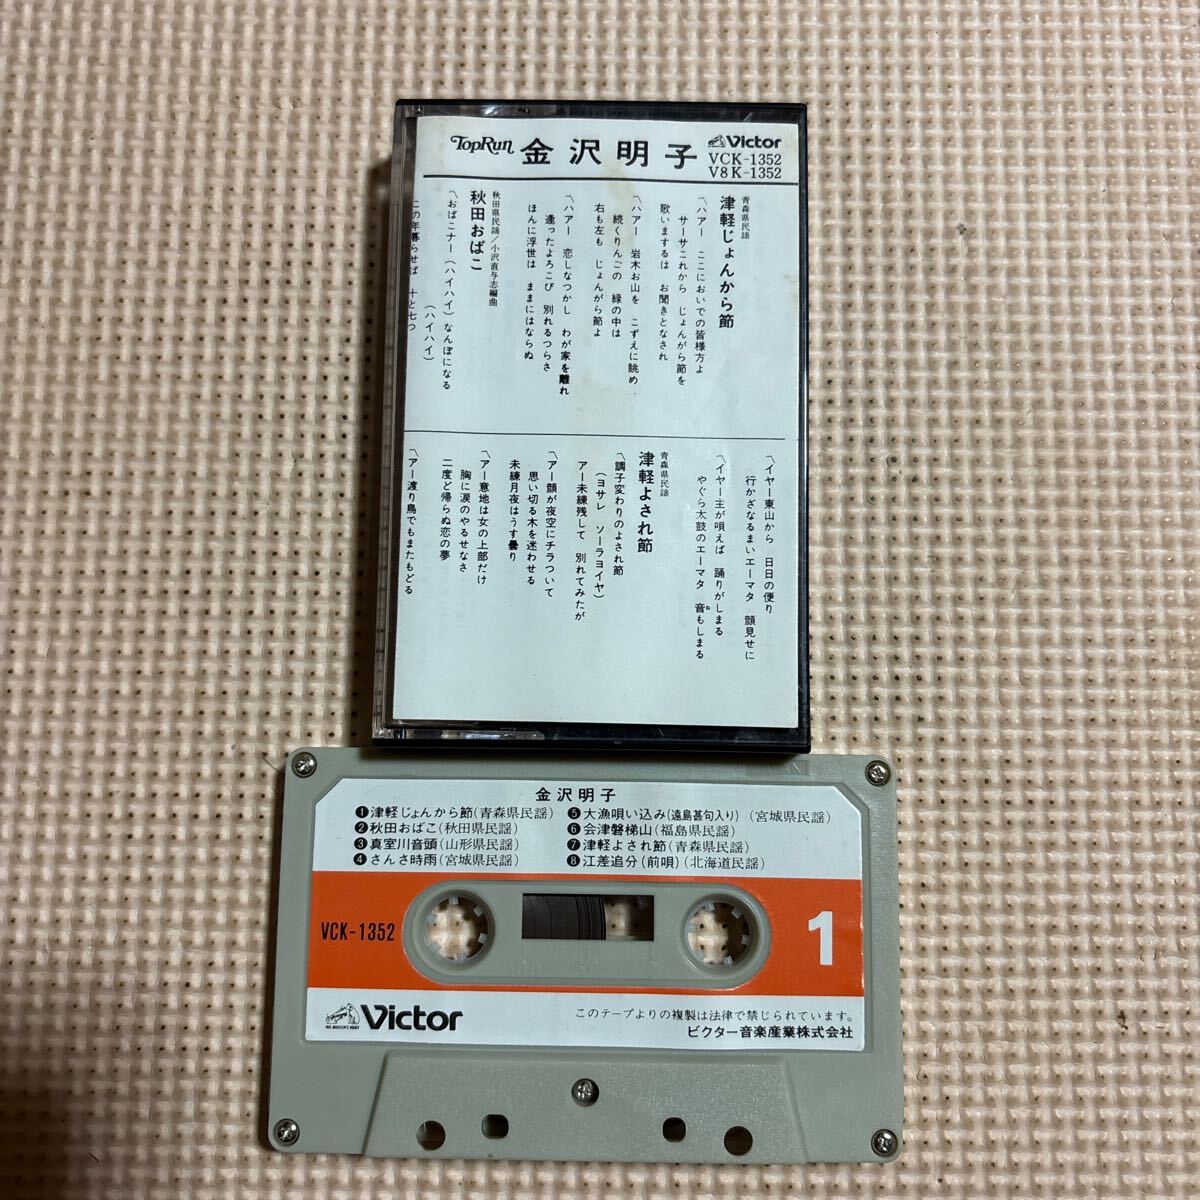 TopRun 金沢明子 Victor
VCK-1352
V8K-1352
青森県民謡
津軽じょんから節
〽ハアー ここにおいでの皆様方よ
サーサこれから じょんがら節を
歌いまするは お聞きとなされ
〽ハアー 岩木お山を こずえに眺め
続くりんごの 緑の中は
右も左も じょんがら節よ
〽ハアー 恋しなつかし わが家を離れ
逢ったよろこび 別れるつらさ
ほんに浮世は ままにはならぬ
秋田県民謡/小沢直与志編曲
秋田おばこ
〽おばこナー(ハイハイ)なんぼになる
(ハイハイ)
この年暮らせば 十と七つ
〽イヤー東山から 日日の便り
行かざなるまいエーマタ 顔見せに
〽イヤー主が唄えば 踊りがしまる
やぐら太鼓のエーマタ 音もしまる
ね
青森県民謡
津軽よされ節
〽調子変わりのよされ節
(ヨサレ ソーラヨイヤ)
アー未練残して 別れてみたが
〽アー顔が夜空にチラついて
思い切る木を迷わせる
未練月夜はうす曇り
〽アー意地は女の上部だけ
胸に涙のやるせなさ
二度ど帰らぬ恋の夢
〽アー渡り鳥でもまたもどる
金沢明子
❶津軽じょんから節(青森県民謡)
❷秋田おばこ(秋田県民謡)
❸真室川音頭(山形県民謡)
❹さんさ時雨(宮城県民謡)
❺大漁唄い込み(遠島甚句入り)(宮城県民謡)
❻会津磐梯山(福島県民謡)
❼津軽よされ節(青森県民謡)
❽江差追分(前唄)(北海道民謡)
VCK-1352
1
HIS MASTER'S VOICE
Victor
このテープよりの複製は法律で禁じられています。
ビクター音楽産業株式会社